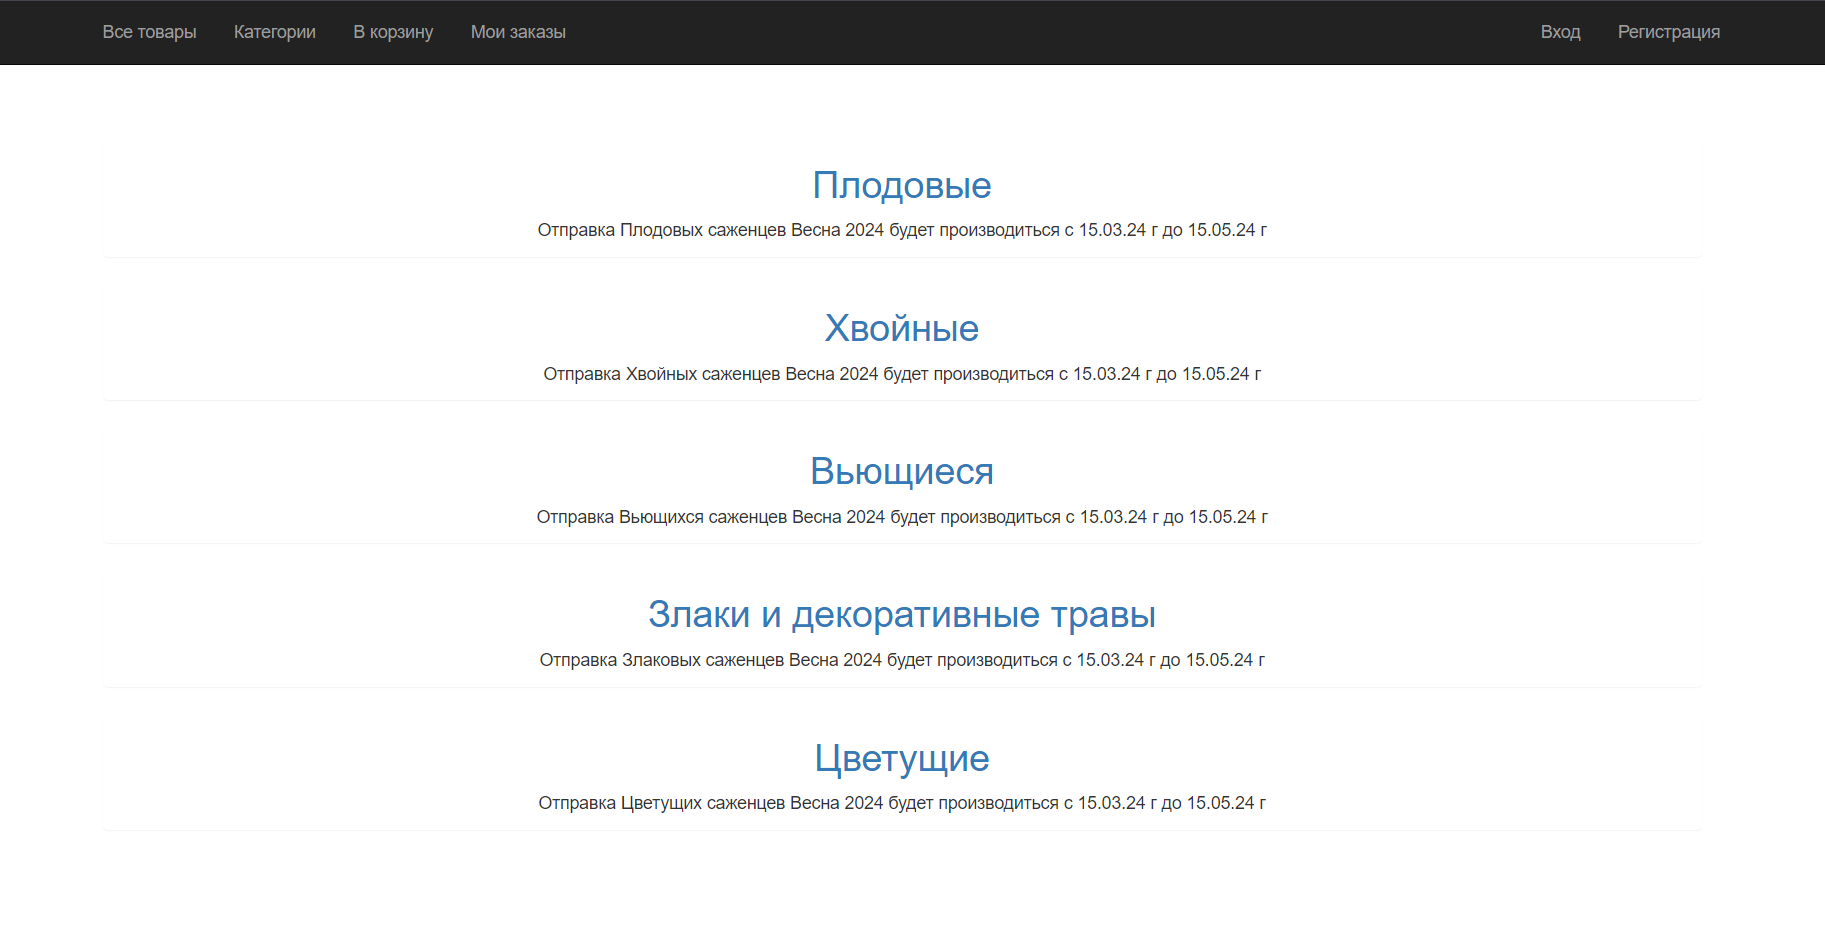 Все товары Категории В корзину Мои заказы Вход Регистрация
Плодовые
Отправка Плодовых саженцев Весна 2024 будет производиться с 15.03.24 г до 15.05.24 г
Хвойные
Отправка Хвойных саженцев Весна 2024 будет производиться с 15.03.24 г до 15.05.24 г
Вьющиеся
Отправка Вьющихся саженцев Весна 2024 будет производиться с 15.03.24 г до 15.05.24 г
Злаки и декоративные травы
Отправка Злаковых саженцев Весна 2024 будет производиться с 15.03.24 г до 15.05.24 г
Цветущие
Отправка Цветущих саженцев Весна 2024 будет производиться с 15.03.24 г до 15.05.24 г